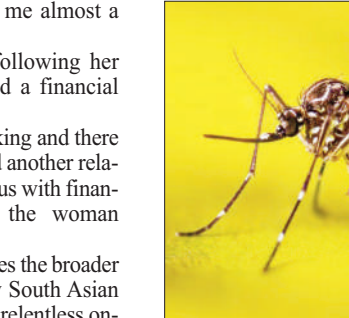 me almost a
following her
d a financial
king and there
another rela-
us with finan-
the woman
es the broader
South Asian
relentless on-